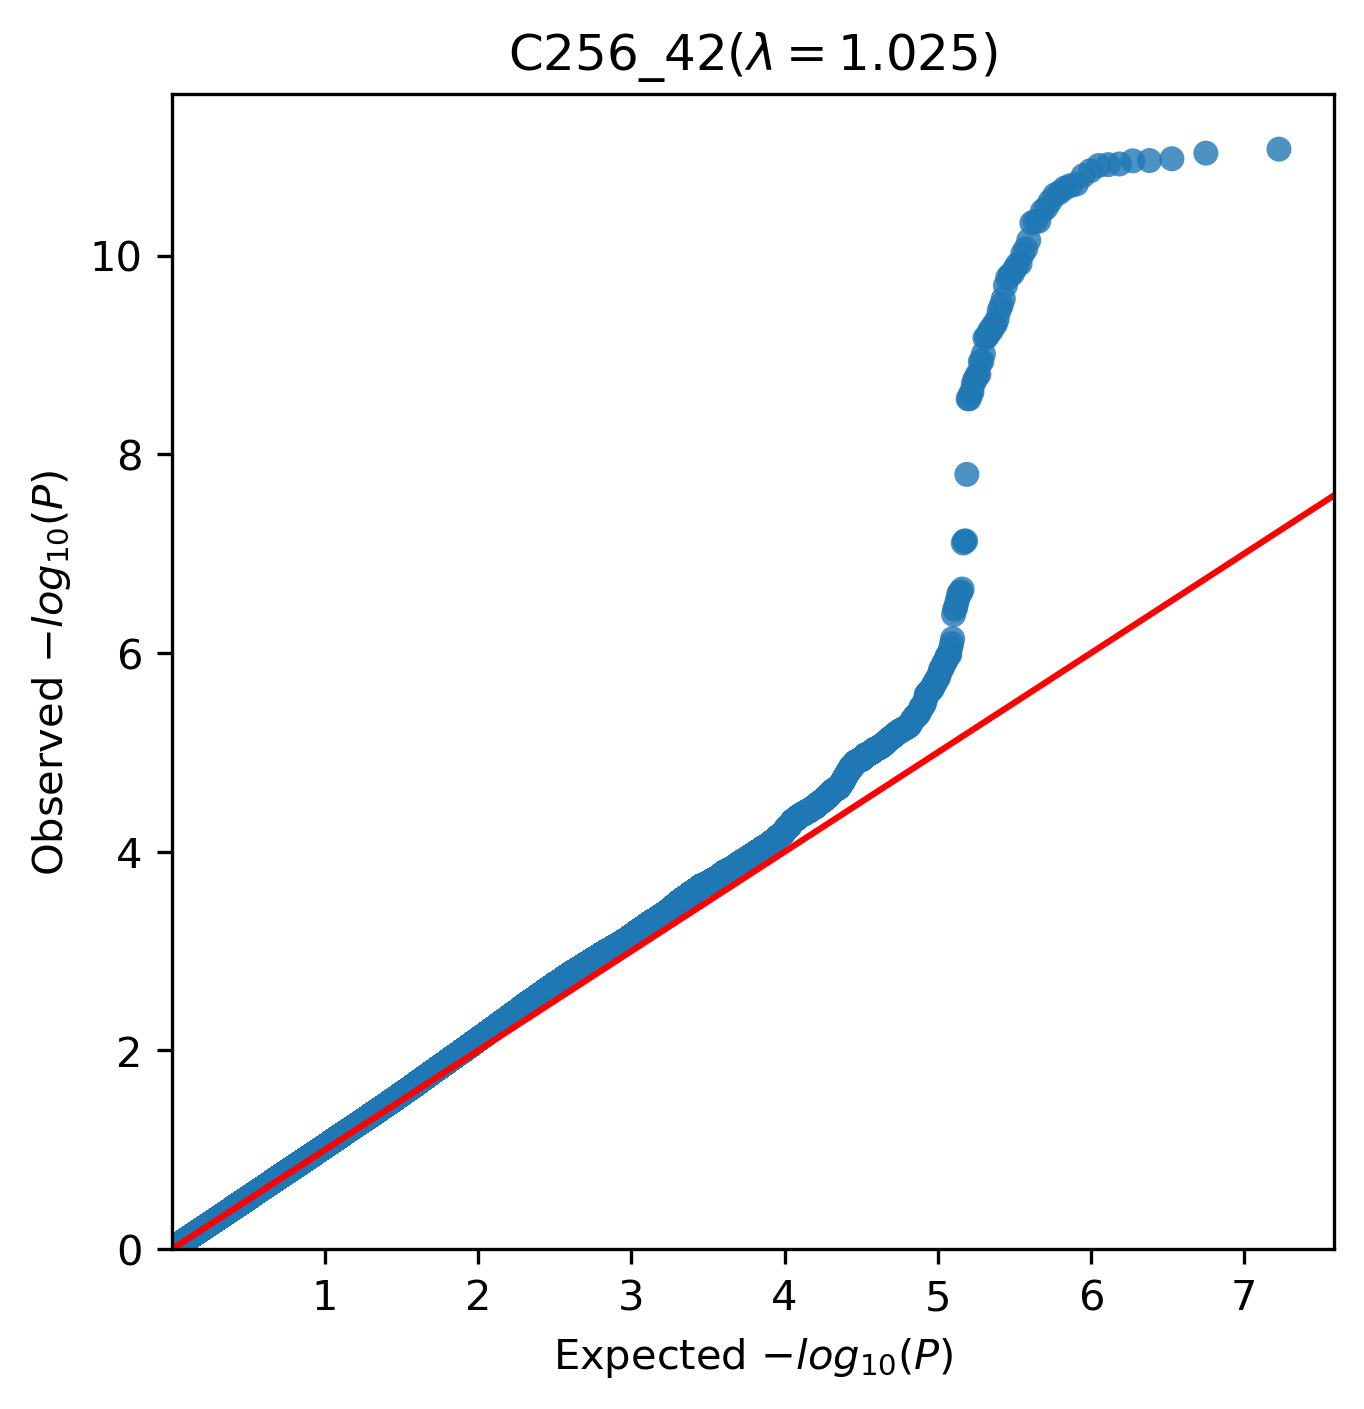 C256_42(λ = 1.025)
10
8
6
4
2
0
Observed −log₁₀(P)
1 2 3 4 5 6 7
Expected −log₁₀(P)